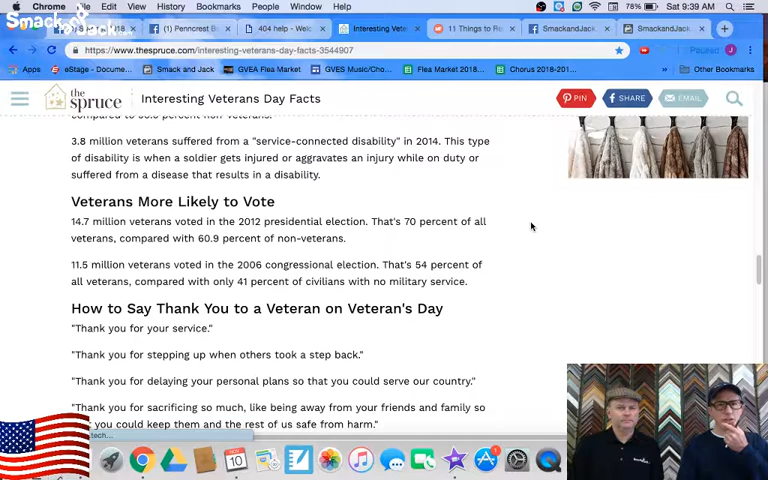 Smack and Jack
Chrome File Edit View History Bookmarks People Window Help 78% Sat 9:39 AM
(1) Penncrest B 404 help - Welc Interesting Vete 11 Things to Re SmackandJack SmackandJack
https://www.thespruce.com/interesting-veterans-day-facts-3544907 Paused J
Apps eStage - Docume... Smack and Jack GVEA Flea Market GVES Music/Cho... Flea Market 2018... Chorus 2018-201... » Other Bookmarks
the spruce Interesting Veterans Day Facts PIN SHARE EMAIL
3.8 million veterans suffered from a "service-connected disability" in 2014. This type
of disability is when a soldier gets injured or aggravates an injury while on duty or
suffered from a disease that results in a disability.
Veterans More Likely to Vote
14.7 million veterans voted in the 2012 presidential election. That's 70 percent of all
veterans, compared with 60.9 percent of non-veterans.
11.5 million veterans voted in the 2006 congressional election. That's 54 percent of
all veterans, compared with only 41 percent of civilians with no military service.
How to Say Thank You to a Veteran on Veteran's Day
"Thank you for your service."
"Thank you for stepping up when others took a step back."
"Thank you for delaying your personal plans so that you could serve our country."
"Thank you for sacrificing so much, like being away from your friends and family so
you could keep them and the rest of us safe from harm."
tech...
NOV
10
1